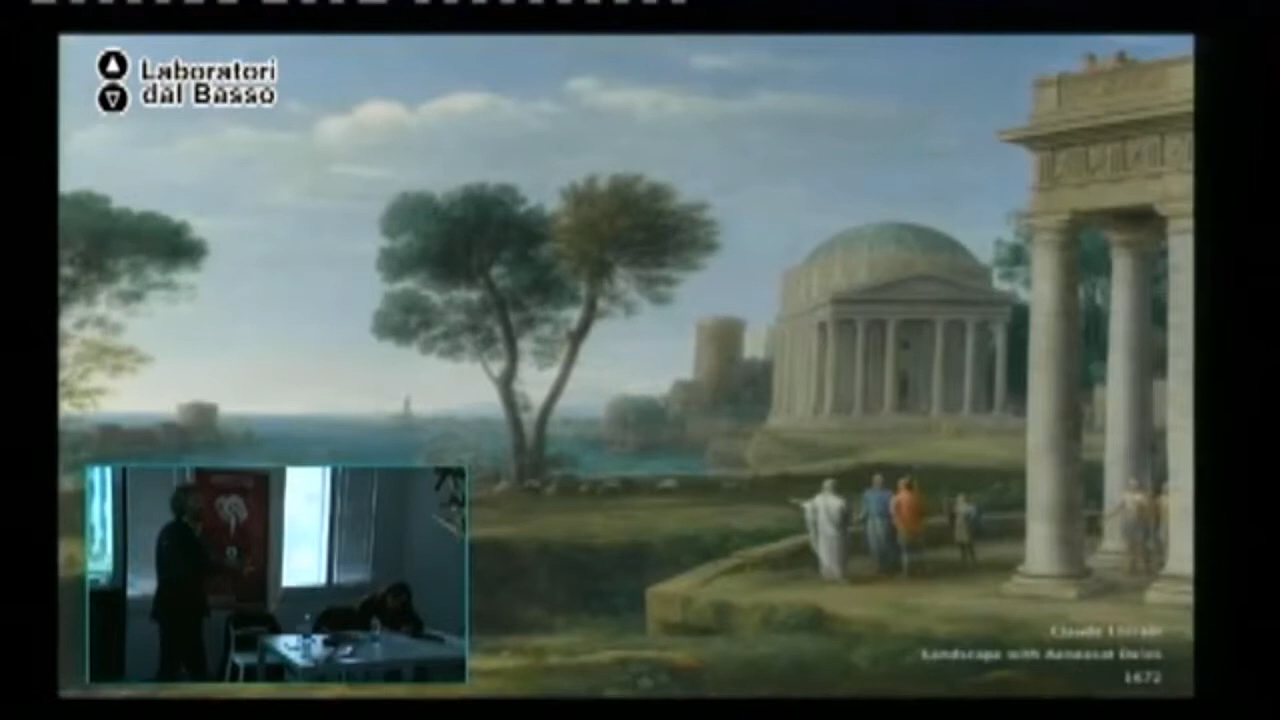 Laboratori
dal Basso
Claude Lorrain
Landscape with Aeneas at Delos
1672